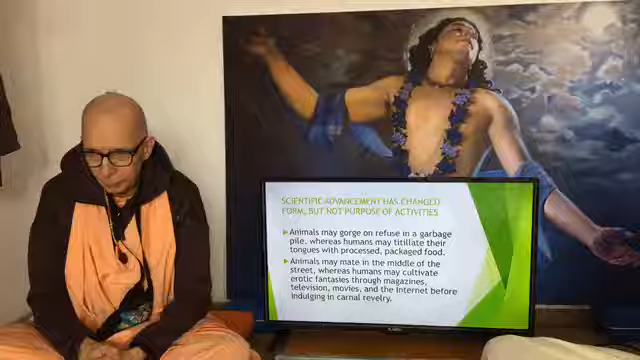 SCIENTIFIC ADVANCEMENT HAS CHANGED
FORM, BUT NOT PURPOSE OF ACTIVITIES
Animals may gorge on refuse in a garbage
pile, whereas humans may titillate their
tongues with processed, packaged food.
Animals may mate in the middle of the
street, whereas humans may cultivate
erotic fantasies through magazines,
television, movies, and the Internet before
indulging in carnal revelry.